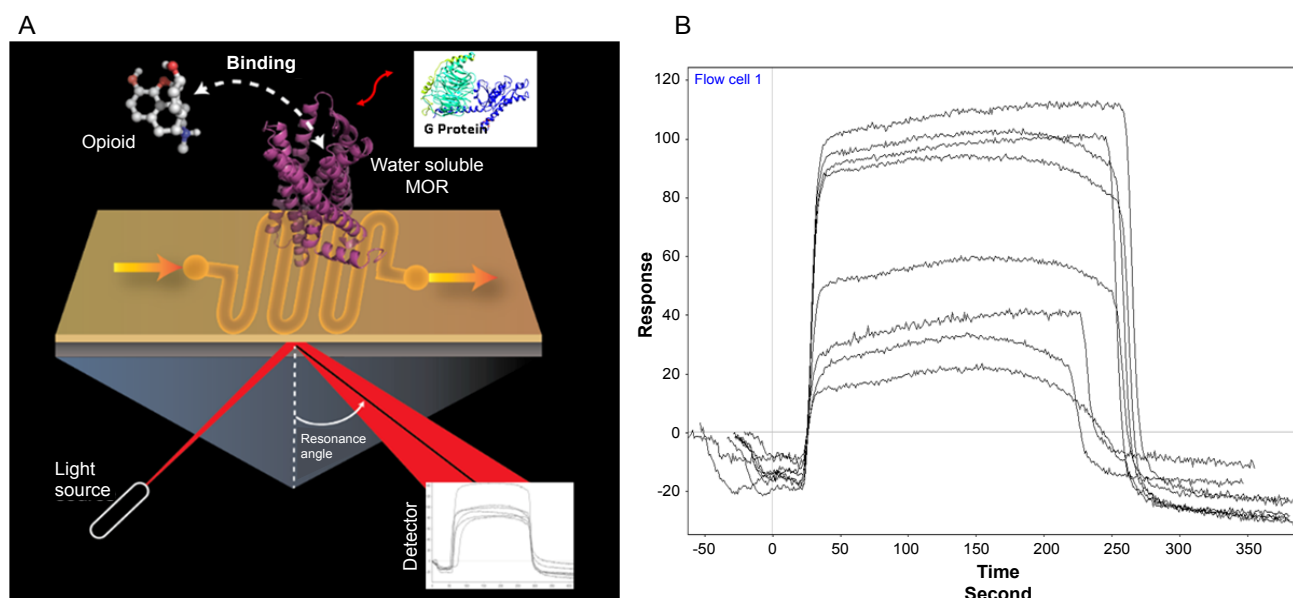 A
Binding
G Protein
Opioid
Water soluble
MOR
Resonance
angle
Light
source
Detector
B
Flow cell 1
Response
120
100
80
60
40
20
0
-20
-50
0
50
100
150
200
250
300
350
Time
Second